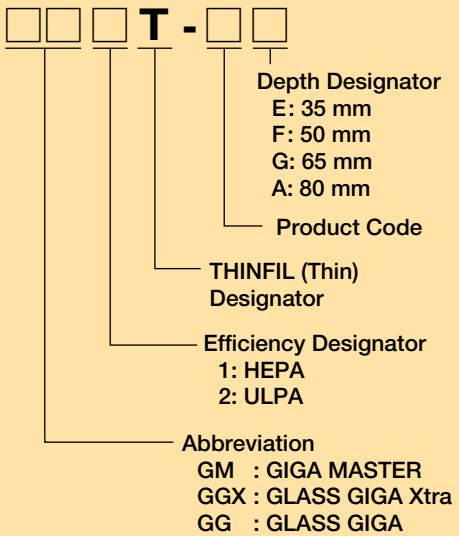 □□ □ T - □ □
Depth Designator
E: 35 mm
F: 50 mm
G: 65 mm
A: 80 mm
Product Code
THINFIL (Thin)
Designator
Efficiency Designator
1: HEPA
2: ULPA
Abbreviation
GM : GIGA MASTER
GGX : GLASS GIGA Xtra
GG : GLASS GIGA